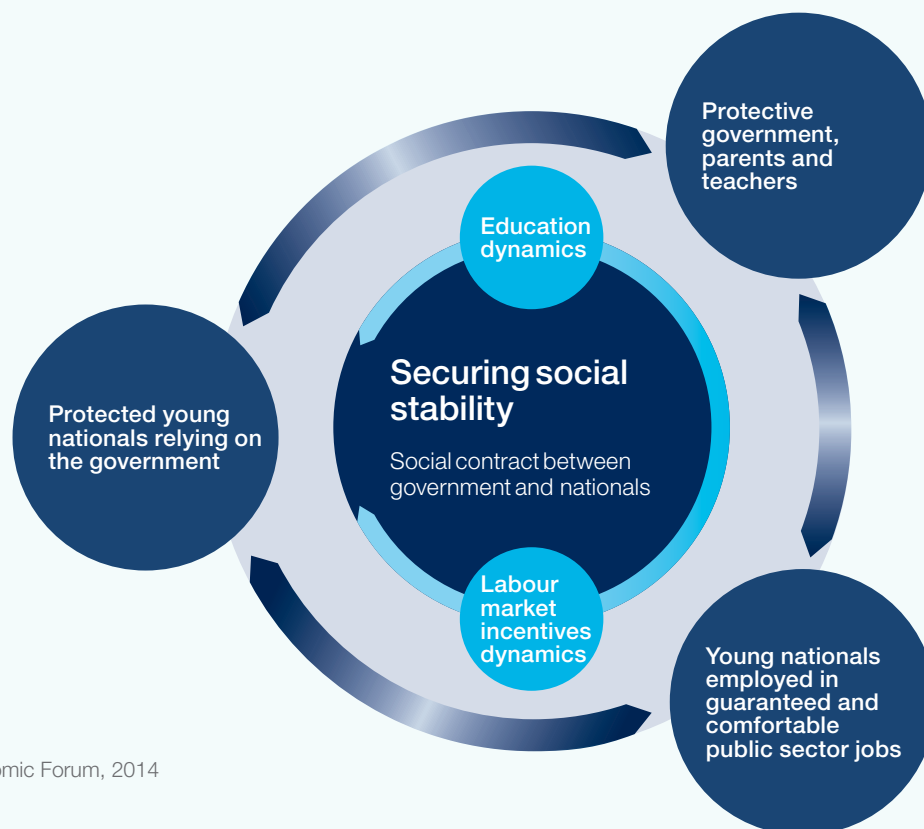 Protective
government,
parents and
teachers
Education
dynamics
Securing social
stability
Social contract between
government and nationals
Protected young
nationals relying on
the government
Labour
market
incentives
dynamics
Young nationals
employed in
guaranteed and
comfortable
public sector jobs
omic Forum, 2014